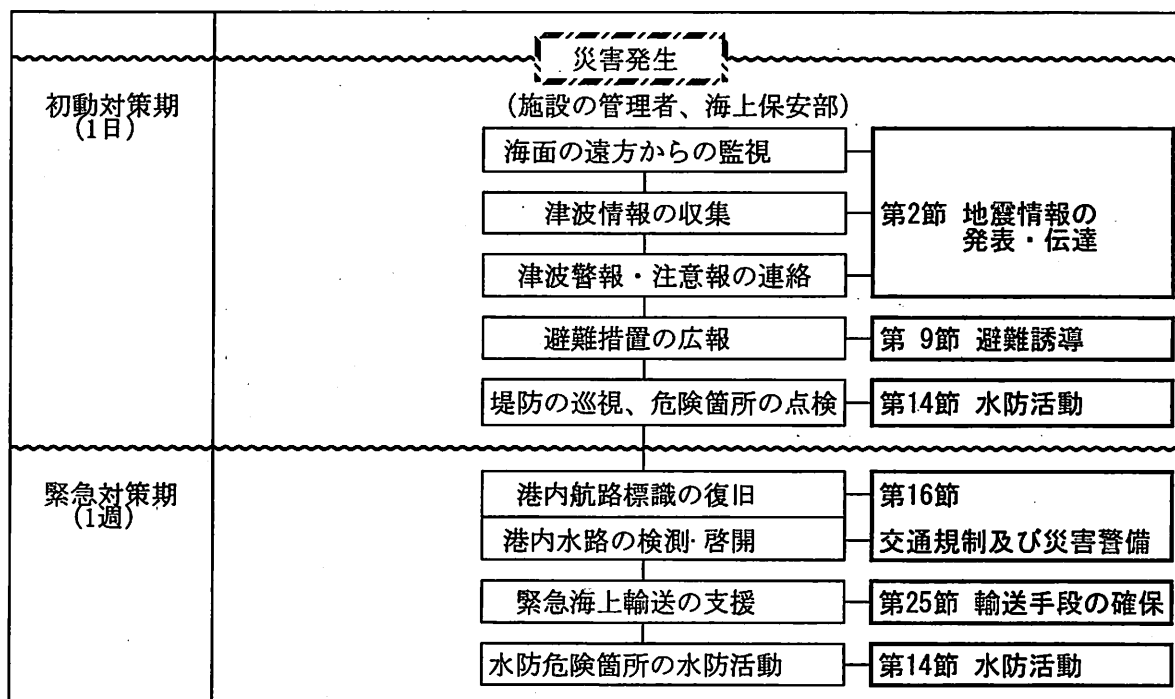 災害発生
初動対策期
(1日)
(施設の管理者、海上保安部)
海面の遠方からの監視
津波情報の収集
津波警報・注意報の連絡
第2節 地震情報の
発表・伝達
避難措置の広報
第 9節 避難誘導
堤防の巡視、危険箇所の点検
第14節 水防活動
緊急対策期
(1週)
港内航路標識の復旧
第16節
港内水路の検測・啓開
交通規制及び災害警備
緊急海上輸送の支援
第25節 輸送手段の確保
水防危険箇所の水防活動
第14節 水防活動